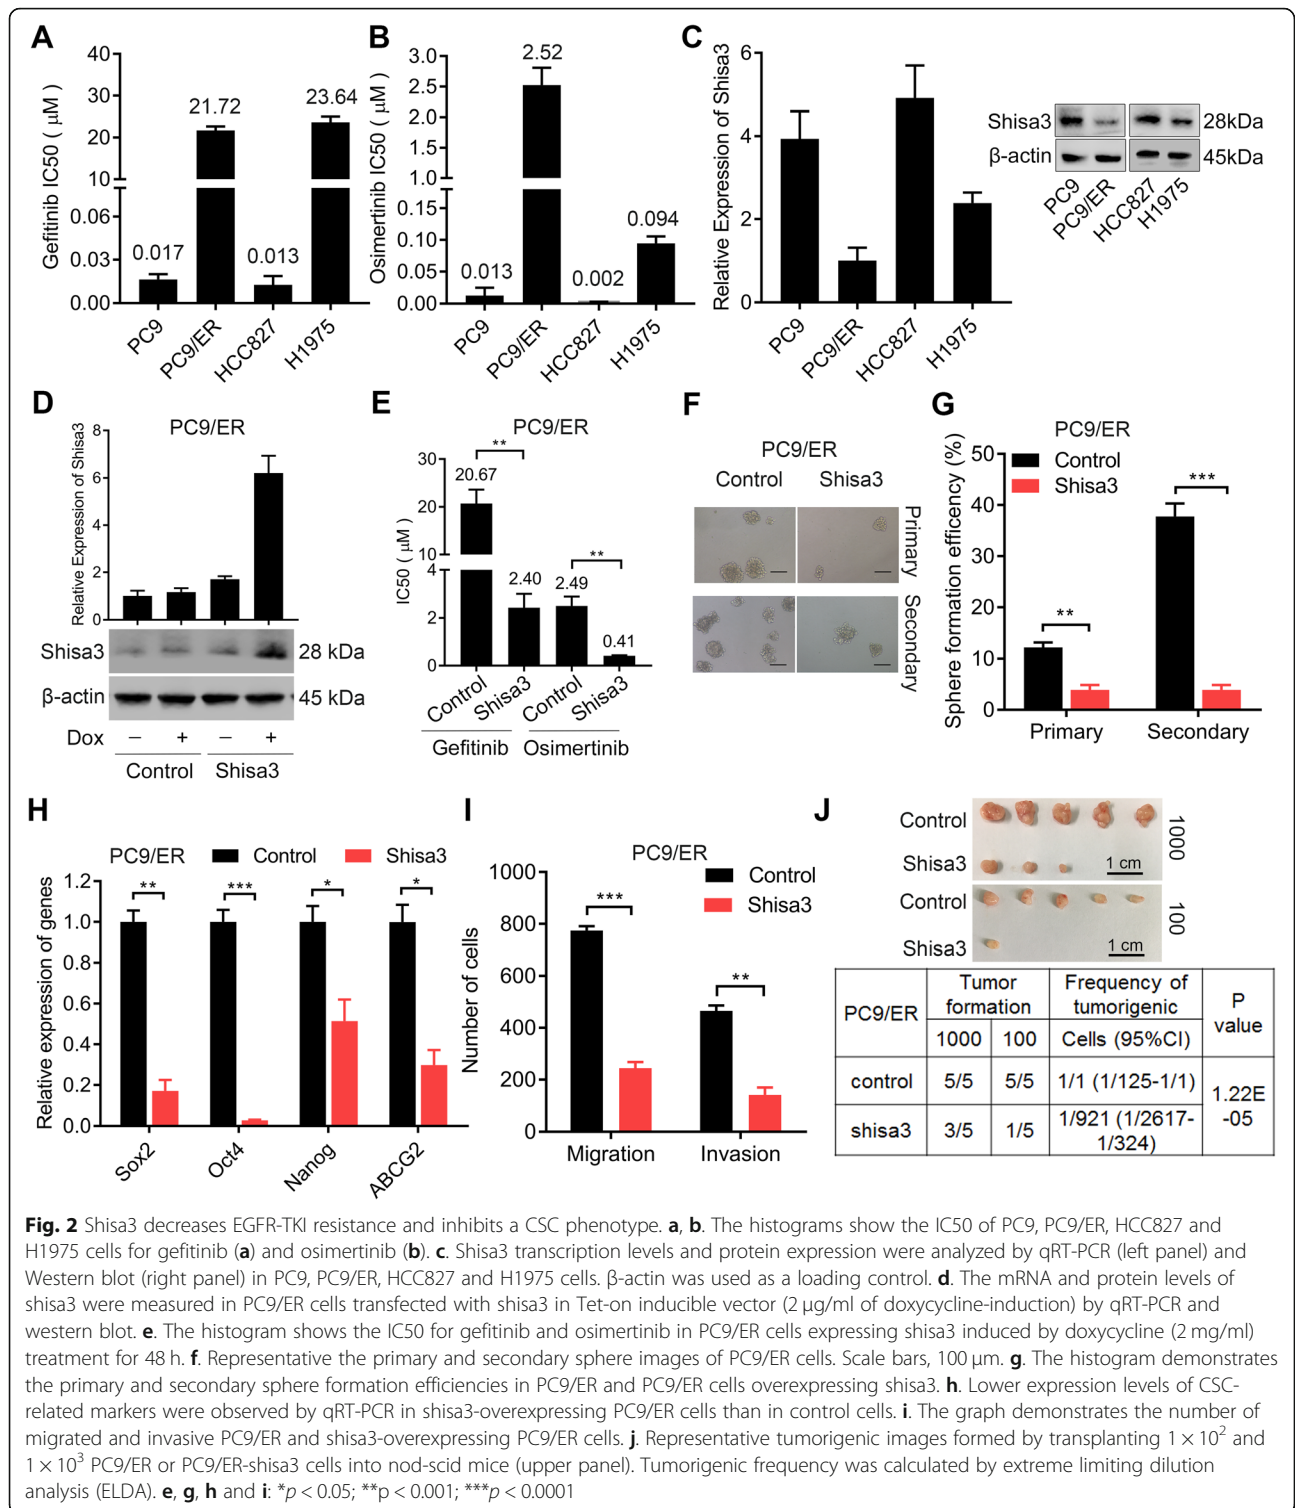 A
Gefitinib IC50 ( μM )
40
30
20
10
0.06
0.03
0.00
0.017
21.72
0.013
23.64
PC9
PC9/ER
HCC827
H1975
B
Osimertinib IC50 ( μM )
3.0
2.5
2.0
1.5
1.0
0.15
0.10
0.05
0.00
0.013
2.52
0.002
0.094
PC9
PC9/ER
HCC827
H1975
C
Relative Expression of Shisa3
6
4
2
0
PC9
PC9/ER
HCC827
H1975
Shisa3
28kDa
β-actin
45kDa
PC9
PC9/ER
HCC827
H1975
D
PC9/ER
Relative Expression of Shisa3
8
6
4
2
0
Shisa3
28 kDa
β-actin
45 kDa
Dox − + − +
Control Shisa3
E
PC9/ER
IC50 ( μM )
30
20
10
4
2
0
**
20.67
2.40
**
2.49
0.41
Control
Shisa3
Control
Shisa3
Gefitinib Osimertinib
F
PC9/ER
Control Shisa3
Primary
Secondary
G
PC9/ER
Control
Shisa3
Sphere formation efficency (%)
50
40
30
20
10
0
**
***
Primary Secondary
H
PC9/ER Control Shisa3
Relative expression of genes
1.2
1.0
0.8
0.6
0.4
0.2
0.0
**
***
*
*
Sox2
Oct4
Nanog
ABCG2
I
PC9/ER
Control
Shisa3
Number of cells
1000
800
600
400
200
0
***
**
Migration Invasion
J
Control
Shisa3
1 cm
1000
Control
Shisa3
1 cm
100
PC9/ER Tumor formation Frequency of tumorigenic P value
1000 100 Cells (95%CI)
control 5/5 5/5 1/1 (1/125-1/1) 1.22E
-05
shisa3 3/5 1/5 1/921 (1/2617-
1/324)
Fig. 2 Shisa3 decreases EGFR-TKI resistance and inhibits a CSC phenotype. a, b. The histograms show the IC50 of PC9, PC9/ER, HCC827 and
H1975 cells for gefitinib (a) and osimertinib (b). c. Shisa3 transcription levels and protein expression were analyzed by qRT-PCR (left panel) and
Western blot (right panel) in PC9, PC9/ER, HCC827 and H1975 cells. β-actin was used as a loading control. d. The mRNA and protein levels of
shisa3 were measured in PC9/ER cells transfected with shisa3 in Tet-on inducible vector (2 μg/ml of doxycycline-induction) by qRT-PCR and
western blot. e. The histogram shows the IC50 for gefitinib and osimertinib in PC9/ER cells expressing shisa3 induced by doxycycline (2 mg/ml)
treatment for 48 h. f. Representative the primary and secondary sphere images of PC9/ER cells. Scale bars, 100 μm. g. The histogram demonstrates
the primary and secondary sphere formation efficiencies in PC9/ER and PC9/ER cells overexpressing shisa3. h. Lower expression levels of CSC-
related markers were observed by qRT-PCR in shisa3-overexpressing PC9/ER cells than in control cells. i. The graph demonstrates the number of
migrated and invasive PC9/ER and shisa3-overexpressing PC9/ER cells. j. Representative tumorigenic images formed by transplanting 1 × 10² and
1 × 10³ PC9/ER or PC9/ER-shisa3 cells into nod-scid mice (upper panel). Tumorigenic frequency was calculated by extreme limiting dilution
analysis (ELDA). e, g, h and i: *p < 0.05; **p < 0.001; ***p < 0.0001